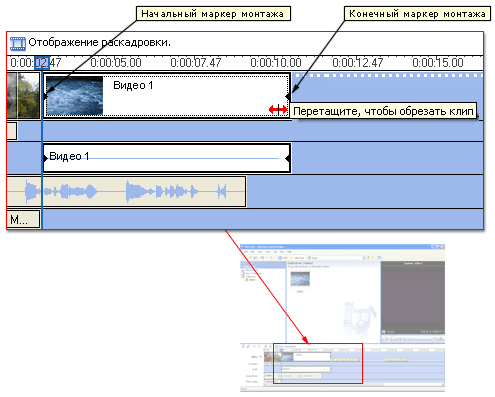 Начальный маркер монтажа
Конечный маркер монтажа
Отображение раскадровки.
0:00:02.47 0:00:05.00 0:00:07.47 0:00:10.00 0:00:12.47 0:00:15.00
Видео 1
Перетащите, чтобы обрезать клип.
Видео 1
М...